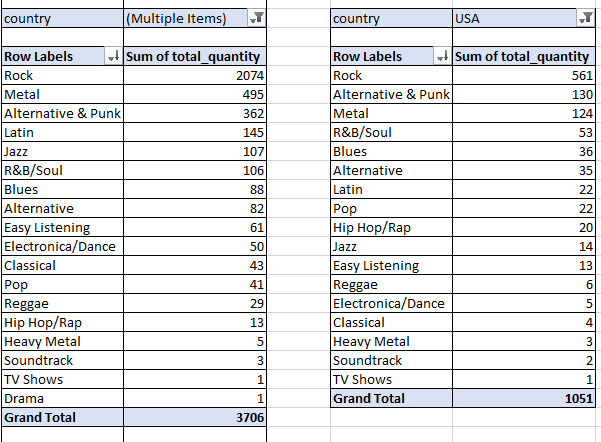 country (Multiple Items)
Row Labels Sum of total_quantity
Rock 2074
Metal 495
Alternative & Punk 362
Latin 145
Jazz 107
R&B/Soul 106
Blues 88
Alternative 82
Easy Listening 61
Electronica/Dance 50
Classical 43
Pop 41
Reggae 29
Hip Hop/Rap 13
Heavy Metal 5
Soundtrack 3
TV Shows 1
Drama 1
Grand Total 3706
country USA
Row Labels Sum of total_quantity
Rock 561
Alternative & Punk 130
Metal 124
R&B/Soul 53
Blues 36
Alternative 35
Latin 22
Pop 22
Hip Hop/Rap 20
Jazz 14
Easy Listening 13
Reggae 6
Electronica/Dance 5
Classical 4
Heavy Metal 3
Soundtrack 2
TV Shows 1
Grand Total 1051